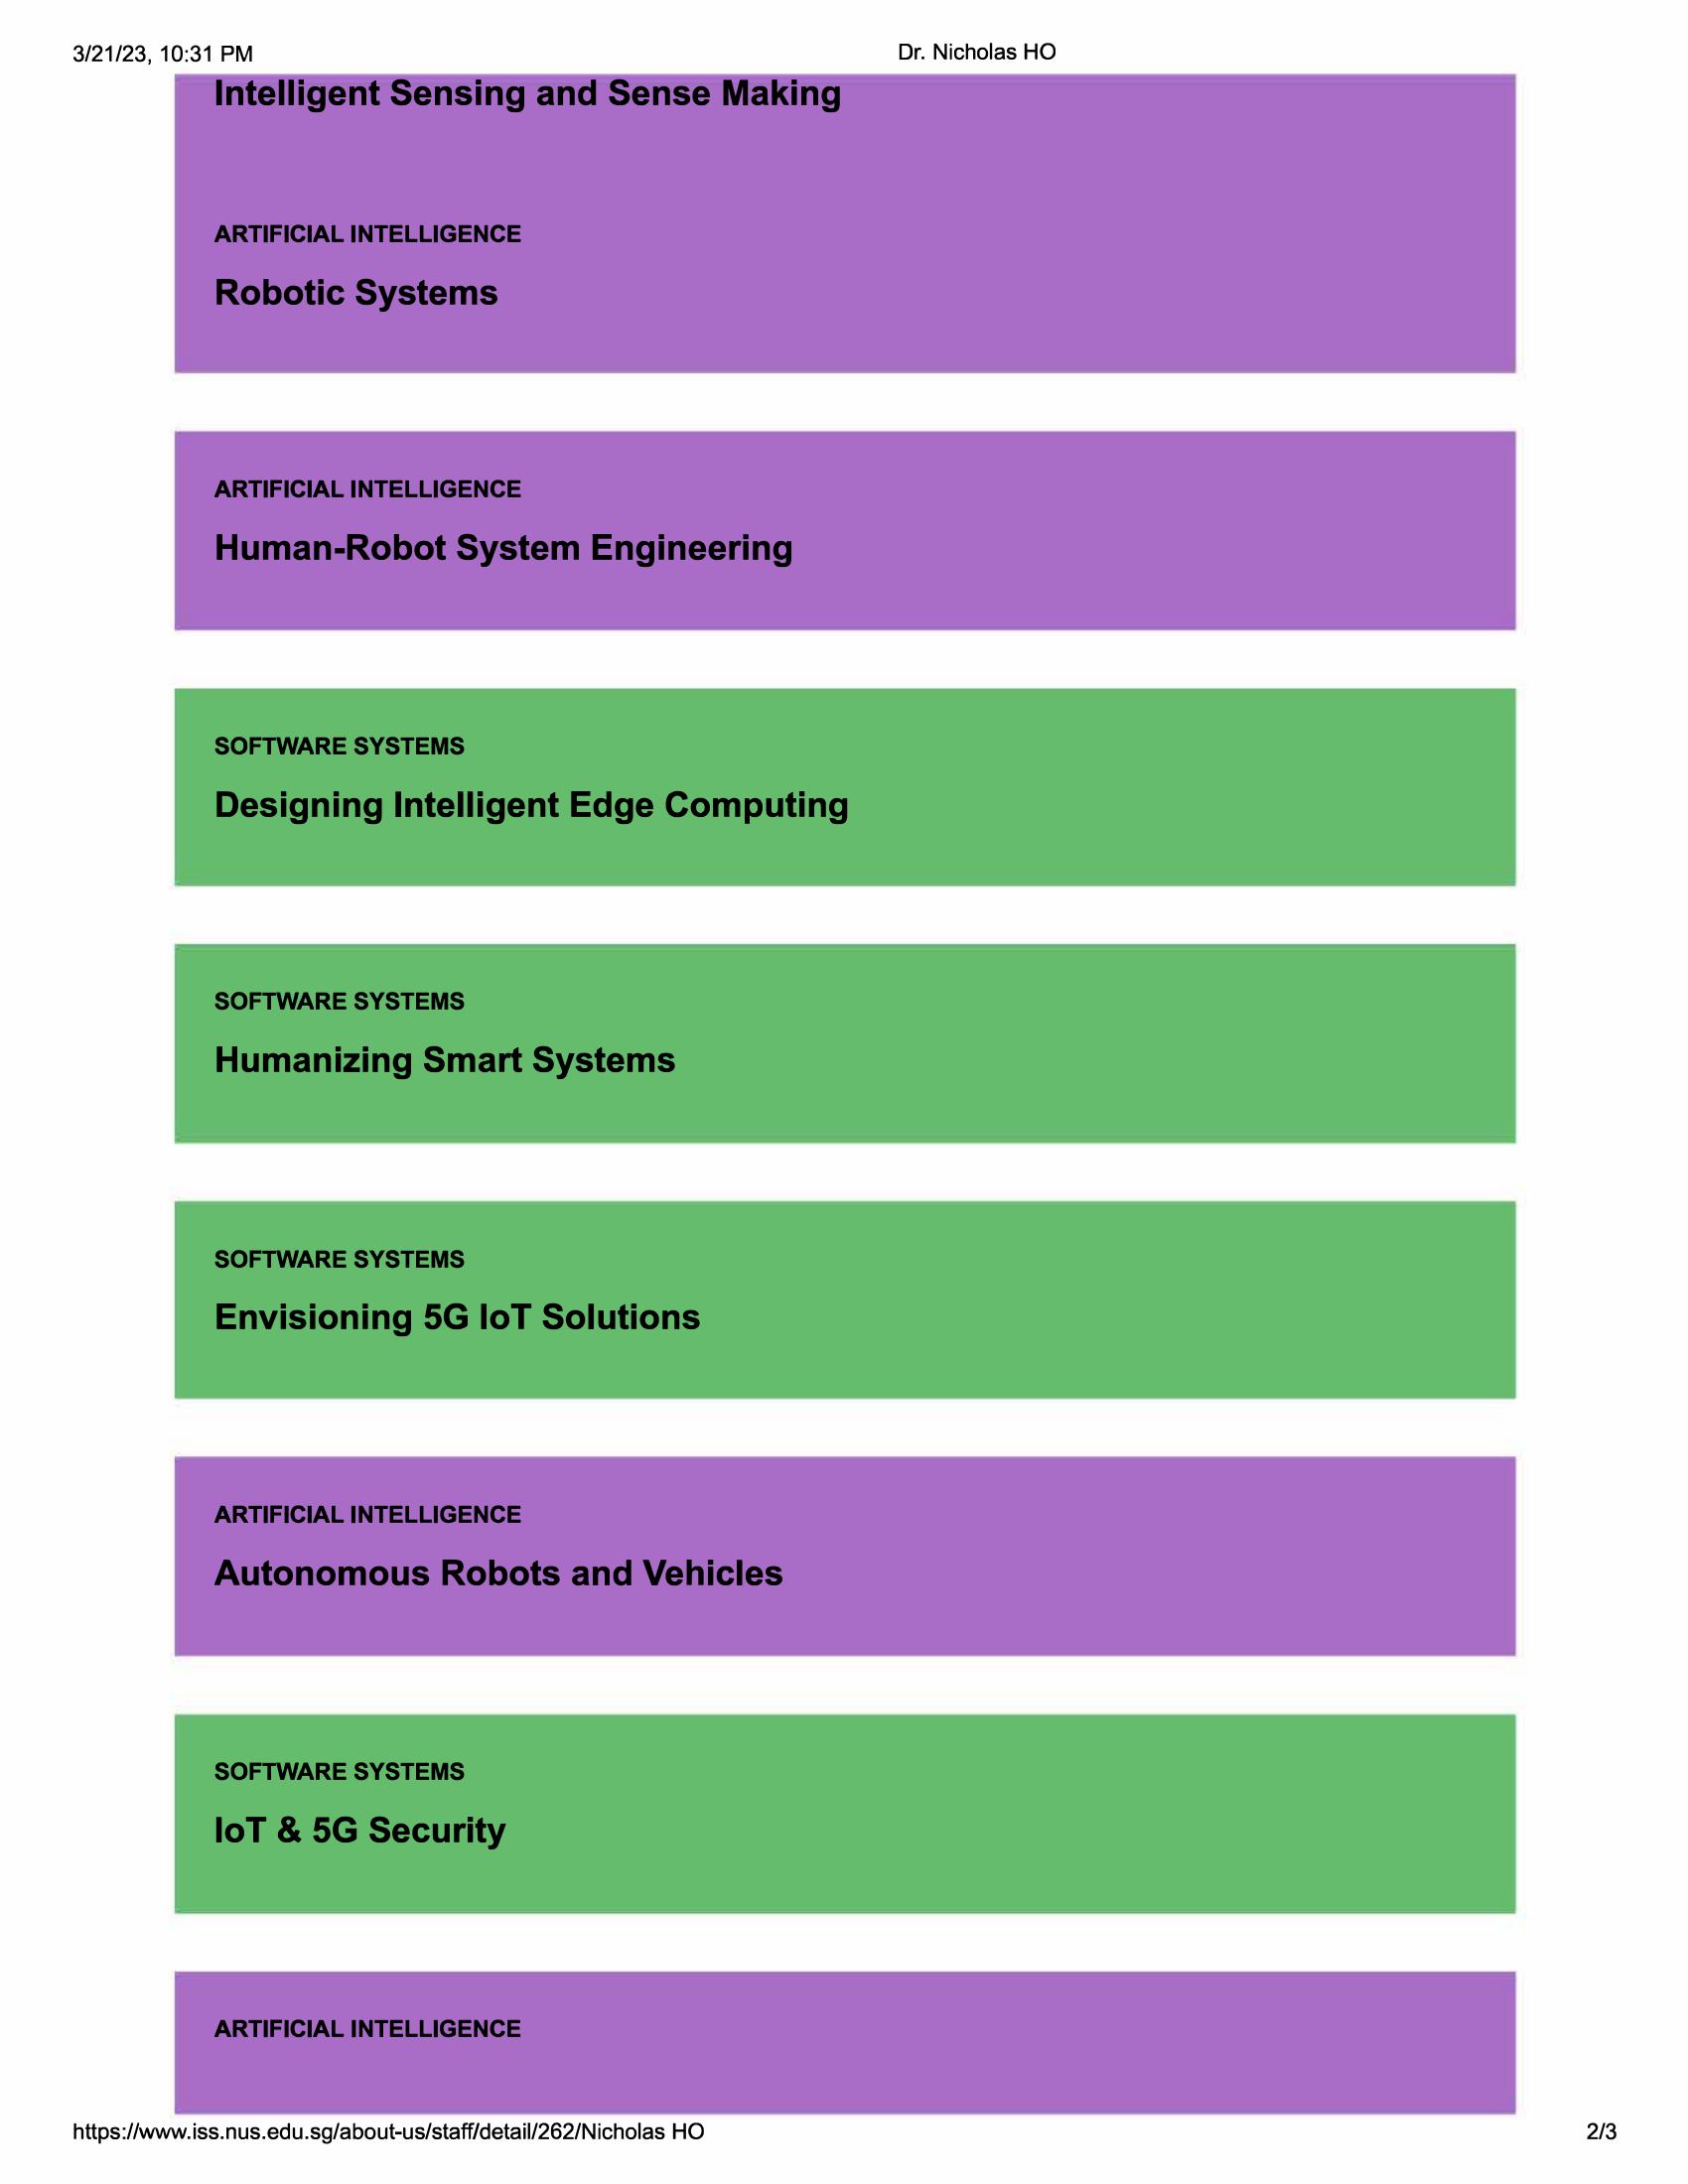 3/21/23, 10:31 PM
Dr. Nicholas HO
Intelligent Sensing and Sense Making
ARTIFICIAL INTELLIGENCE
Robotic Systems
ARTIFICIAL INTELLIGENCE
Human-Robot System Engineering
SOFTWARE SYSTEMS
Designing Intelligent Edge Computing
SOFTWARE SYSTEMS
Humanizing Smart Systems
SOFTWARE SYSTEMS
Envisioning 5G IoT Solutions
ARTIFICIAL INTELLIGENCE
Autonomous Robots and Vehicles
SOFTWARE SYSTEMS
IoT & 5G Security
ARTIFICIAL INTELLIGENCE
https://www.iss.nus.edu.sg/about-us/staff/detail/262/Nicholas HO
2/3